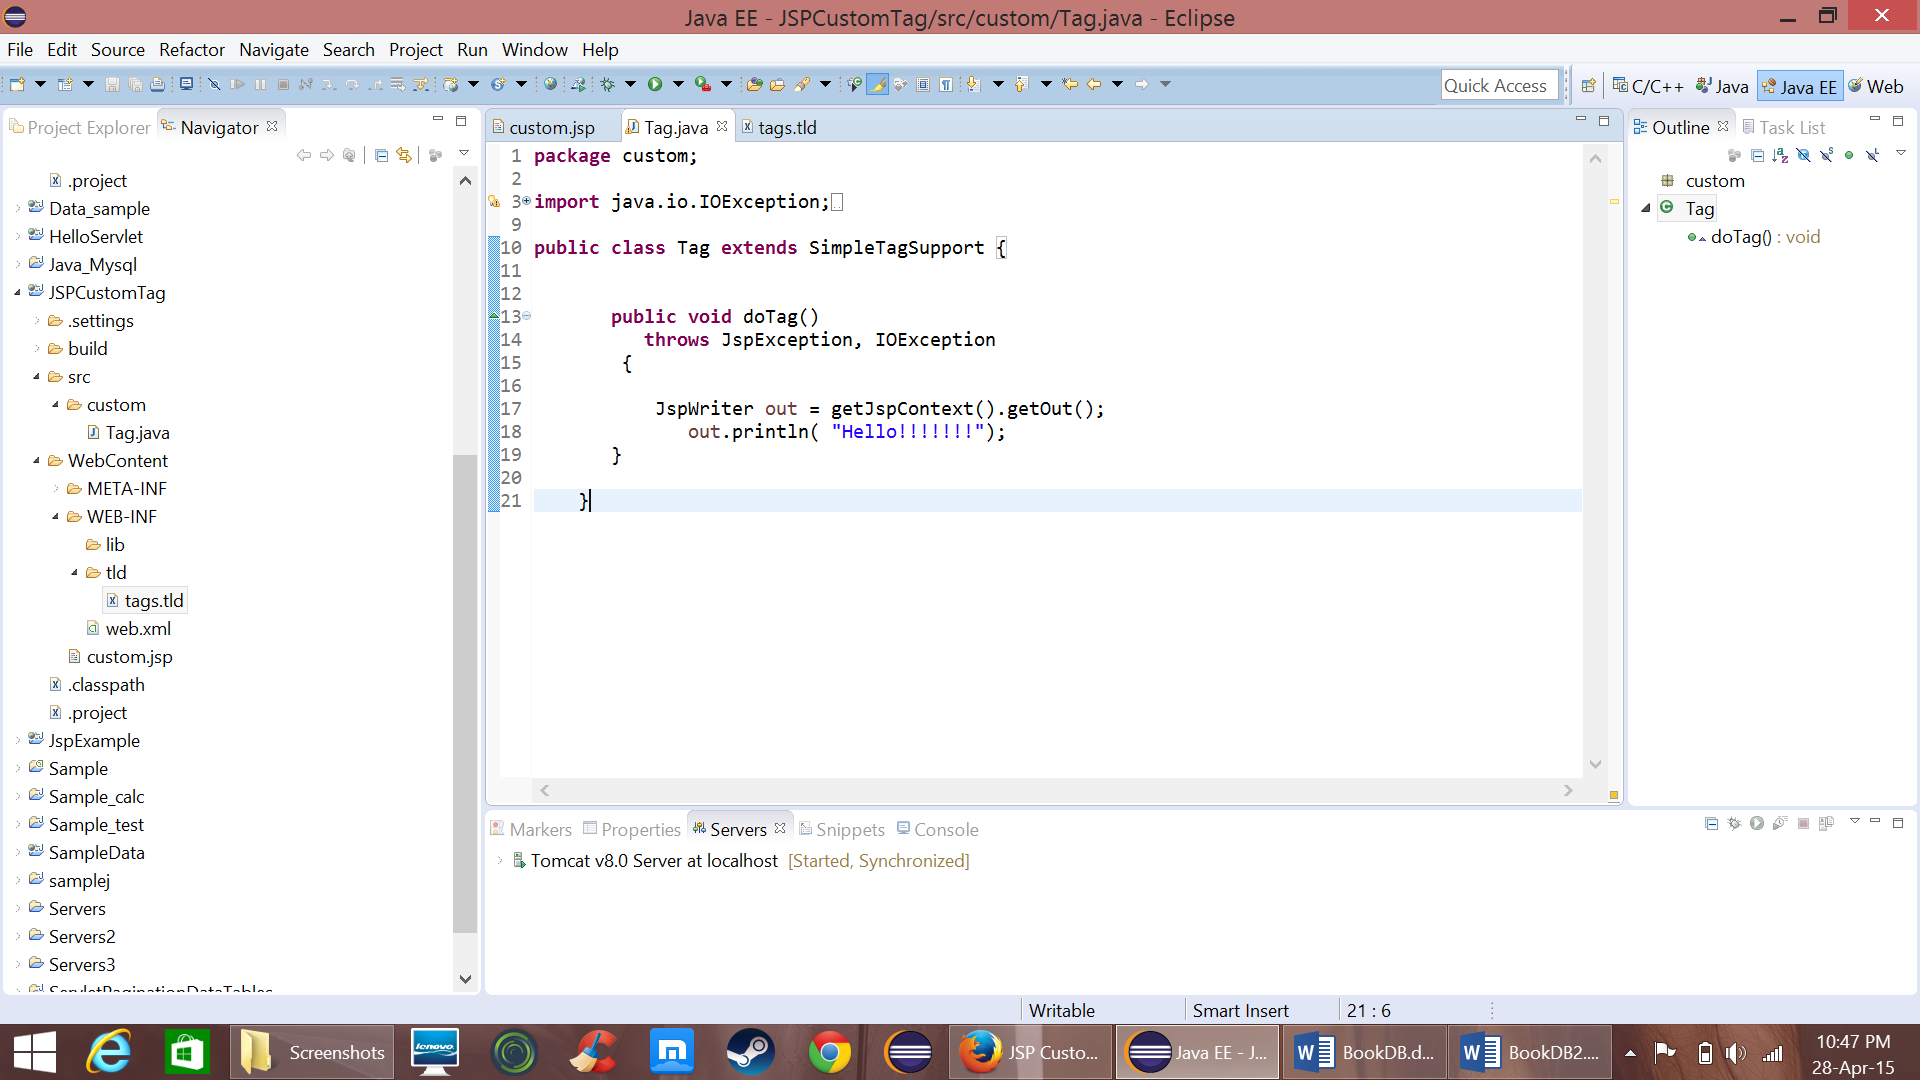 Java EE - JSPCustomTag/src/custom/Tag.java - Eclipse
File Edit Source Refactor Navigate Search Project Run Window Help
Quick Access
C/C++ Java Java EE Web
Project Explorer Navigator
.project
Data_sample
HelloServlet
Java_Mysql
JSPCustomTag
.settings
build
src
custom
Tag.java
WebContent
META-INF
WEB-INF
lib
tld
tags.tld
web.xml
custom.jsp
.classpath
.project
JspExample
Sample
Sample_calc
Sample_test
SampleData
samplej
Servers
Servers2
Servers3
ServletPaginationDataTables
custom.jsp Tag.java tags.tld
1 package custom;
2
3 import java.io.IOException;
9
10 public class Tag extends SimpleTagSupport {
11
12
13 public void doTag()
14 throws JspException, IOException
15 {
16
17 JspWriter out = getJspContext().getOut();
18 out.println( "Hello!!!!!!!");
19 }
20
21 }
Outline Task List
custom
Tag
doTag() : void
Markers Properties Servers Snippets Console
Tomcat v8.0 Server at localhost [Started, Synchronized]
Writable Smart Insert 21 : 6
Screenshots
lenovo
JSP Custo...
Java EE - J...
BookDB.d...
BookDB2....
10:47 PM
28-Apr-15